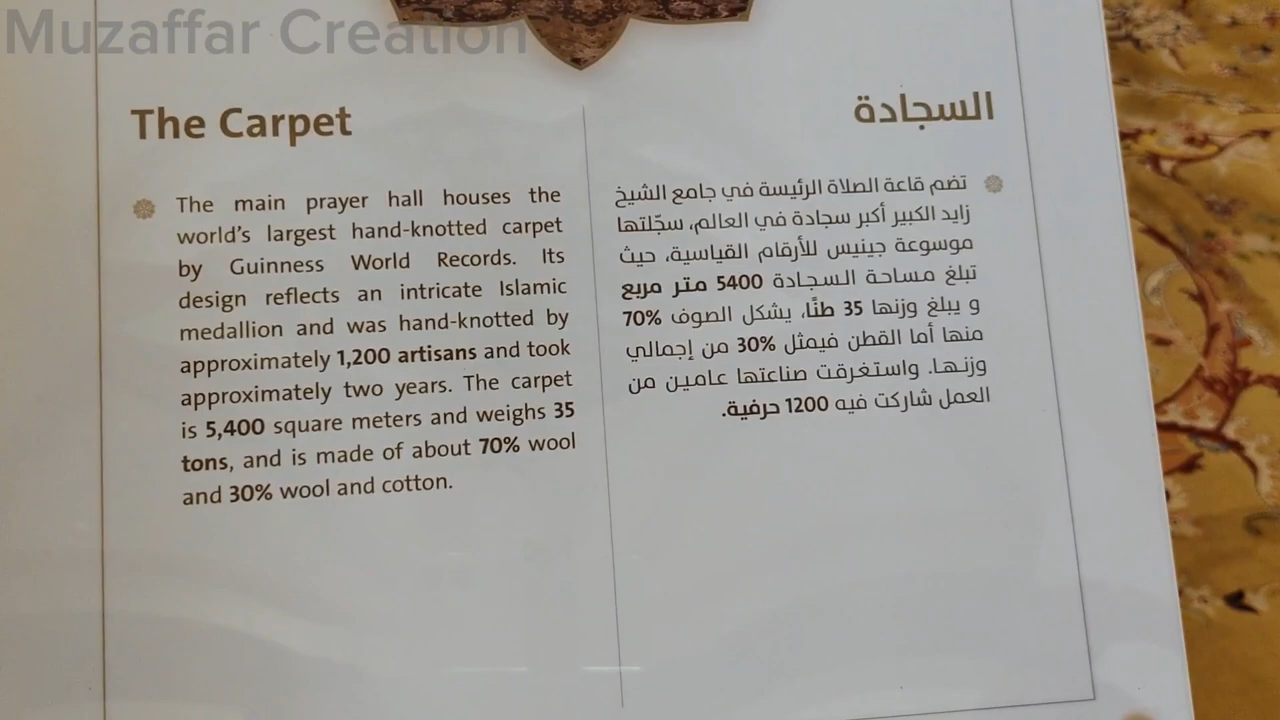 Muzaffar Creation
The Carpet
The main prayer hall houses the
world's largest hand-knotted carpet
by Guinness World Records. Its
design reflects an intricate Islamic
medallion and was hand-knotted by
approximately 1,200 artisans and took
approximately two years. The carpet
is 5,400 square meters and weighs 35
tons, and is made of about 70% wool
and 30% wool and cotton.
السجادة
تضم قاعة الصلاة الرئيسة في جامع الشيخ
زايد الكبير أكبر سجادة في العالم، سجّلتها
موسوعة جينيس للأرقام القياسية، حيث
تبلغ مساحة السجادة 5400 متر مربع
و يبلغ وزنها 35 طنًا، يشكل الصوف 70%
منها أما القطن فيمثل 30% من إجمالي
وزنها. واستغرقت صناعتها عامين من
العمل شاركت فيه 1200 حرفية.